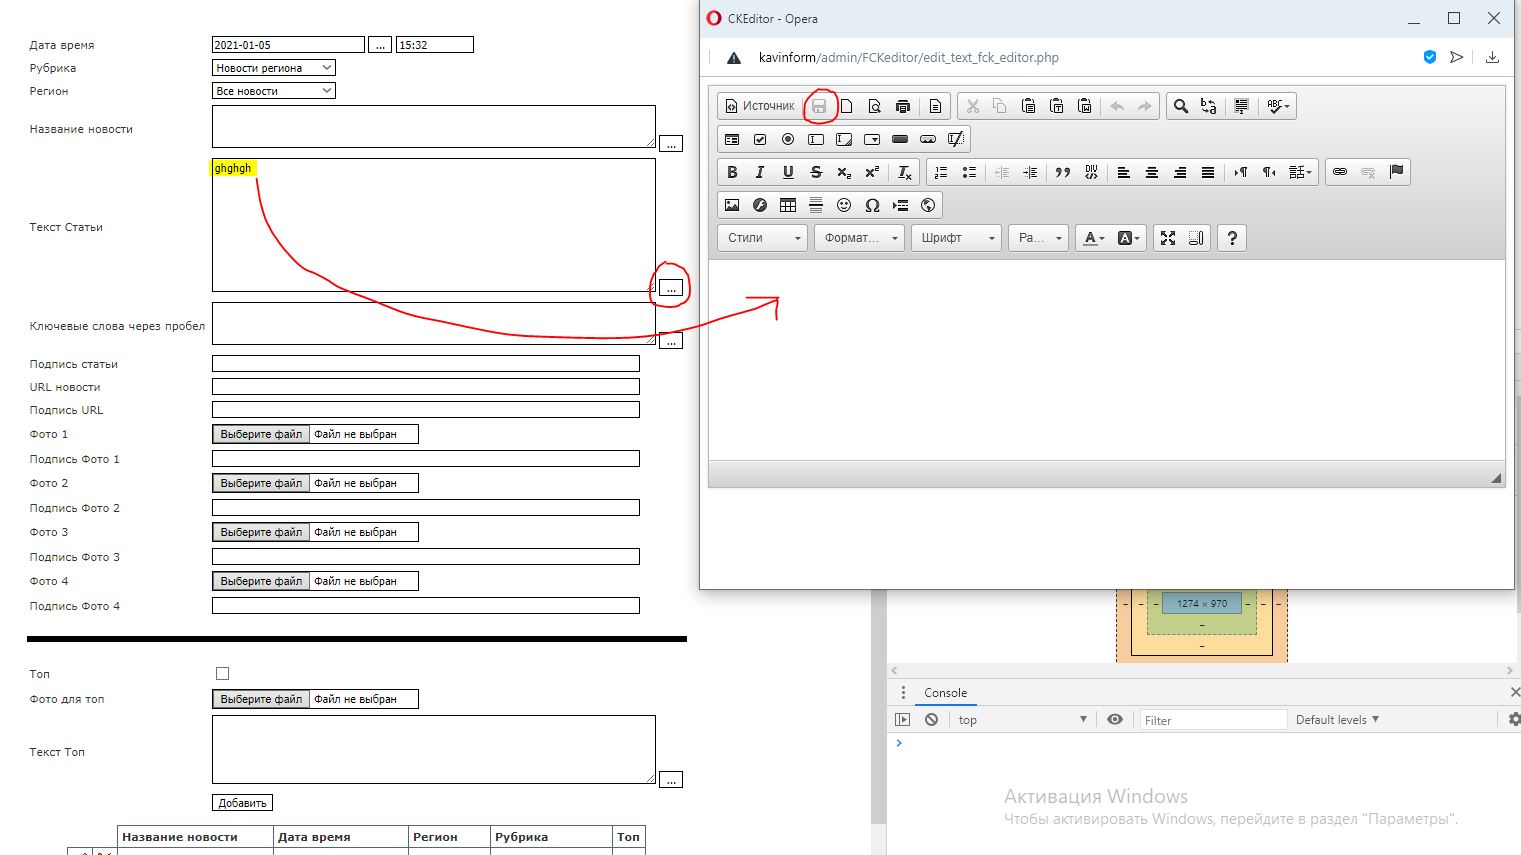 Дата время 2021-01-05 ... 15:32
Рубрика Новости региона
Регион Все новости
Название новости ...
ghghgh
Текст Статьи ...
Ключевые слова через пробел ...
Подпись статьи
URL новости
Подпись URL
Фото 1 Выберите файл Файл не выбран
Подпись Фото 1
Фото 2 Выберите файл Файл не выбран
Подпись Фото 2
Фото 3 Выберите файл Файл не выбран
Подпись Фото 3
Фото 4 Выберите файл Файл не выбран
Подпись Фото 4
Топ
Фото для топ Выберите файл Файл не выбран
Текст Топ ...
Добавить
Название новости Дата время Регион Рубрика Топ
CKEditor - Opera
kavinform/admin/FCKeditor/edit_text_fck_editor.php
Источник ABC
B I U S x₂ x² Tx DIV 話
Стили Формат... Шрифт Ра... A A ?
1274 × 970
Console
top Filter Default levels
Активация Windows
Чтобы активировать Windows, перейдите в раздел "Параметры".